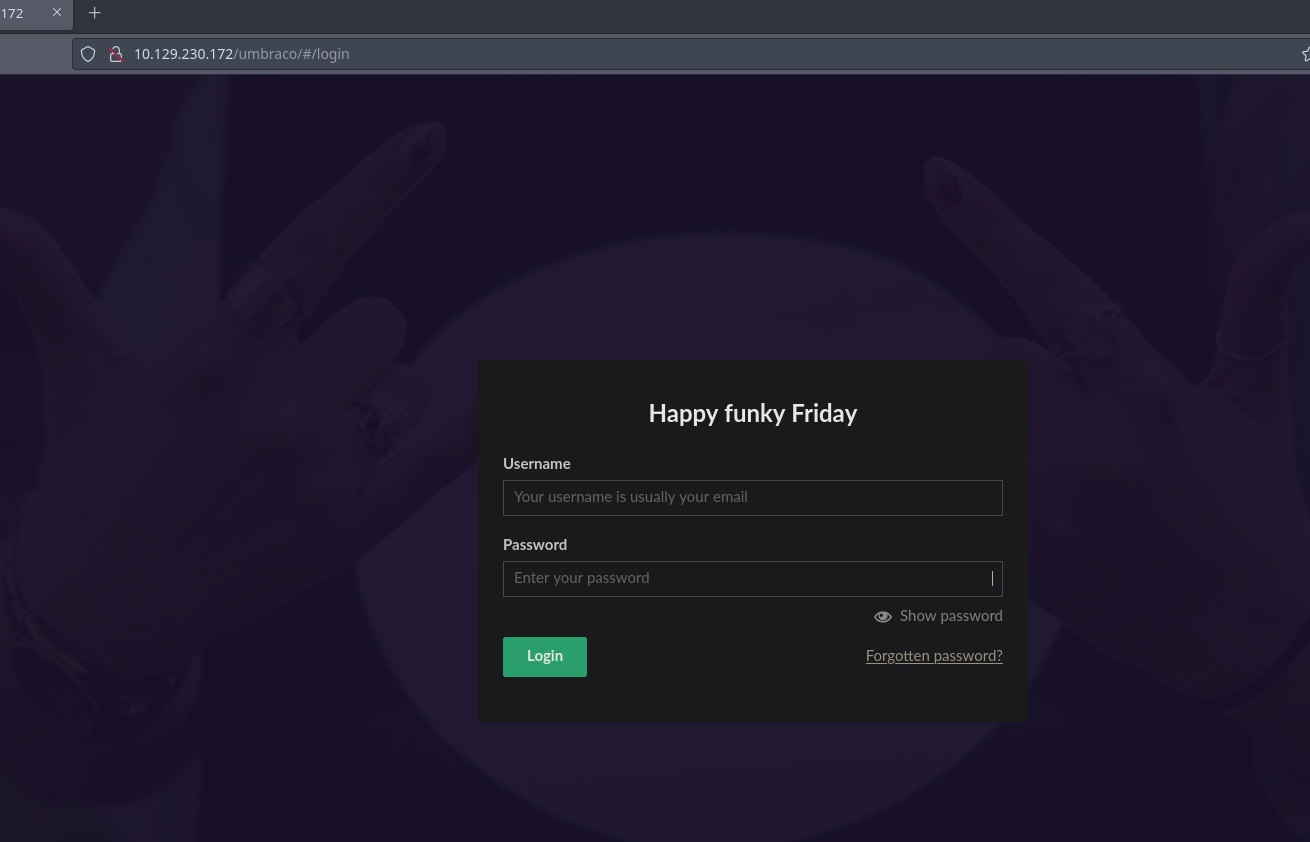 172
10.129.230.172/umbraco/#/login
Happy funky Friday
Username
Your username is usually your email
Password
Enter your password
Show password
Login
Forgotten password?